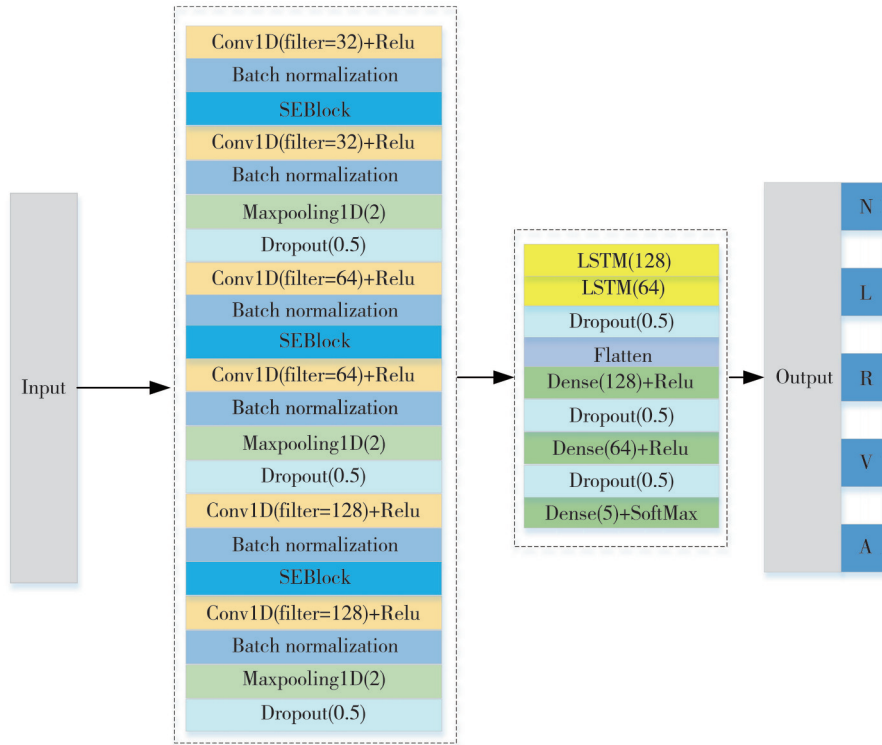 Input
Conv1D(filter=32)+Relu
Batch normalization
SEBlock
Conv1D(filter=32)+Relu
Batch normalization
Maxpooling1D(2)
Dropout(0.5)
Conv1D(filter=64)+Relu
Batch normalization
SEBlock
Conv1D(filter=64)+Relu
Batch normalization
Maxpooling1D(2)
Dropout(0.5)
Conv1D(filter=128)+Relu
Batch normalization
SEBlock
Conv1D(filter=128)+Relu
Batch normalization
Maxpooling1D(2)
Dropout(0.5)
LSTM(128)
LSTM(64)
Dropout(0.5)
Flatten
Dense(128)+Relu
Dropout(0.5)
Dense(64)+Relu
Dropout(0.5)
Dense(5)+SoftMax
Output
N
L
R
V
A